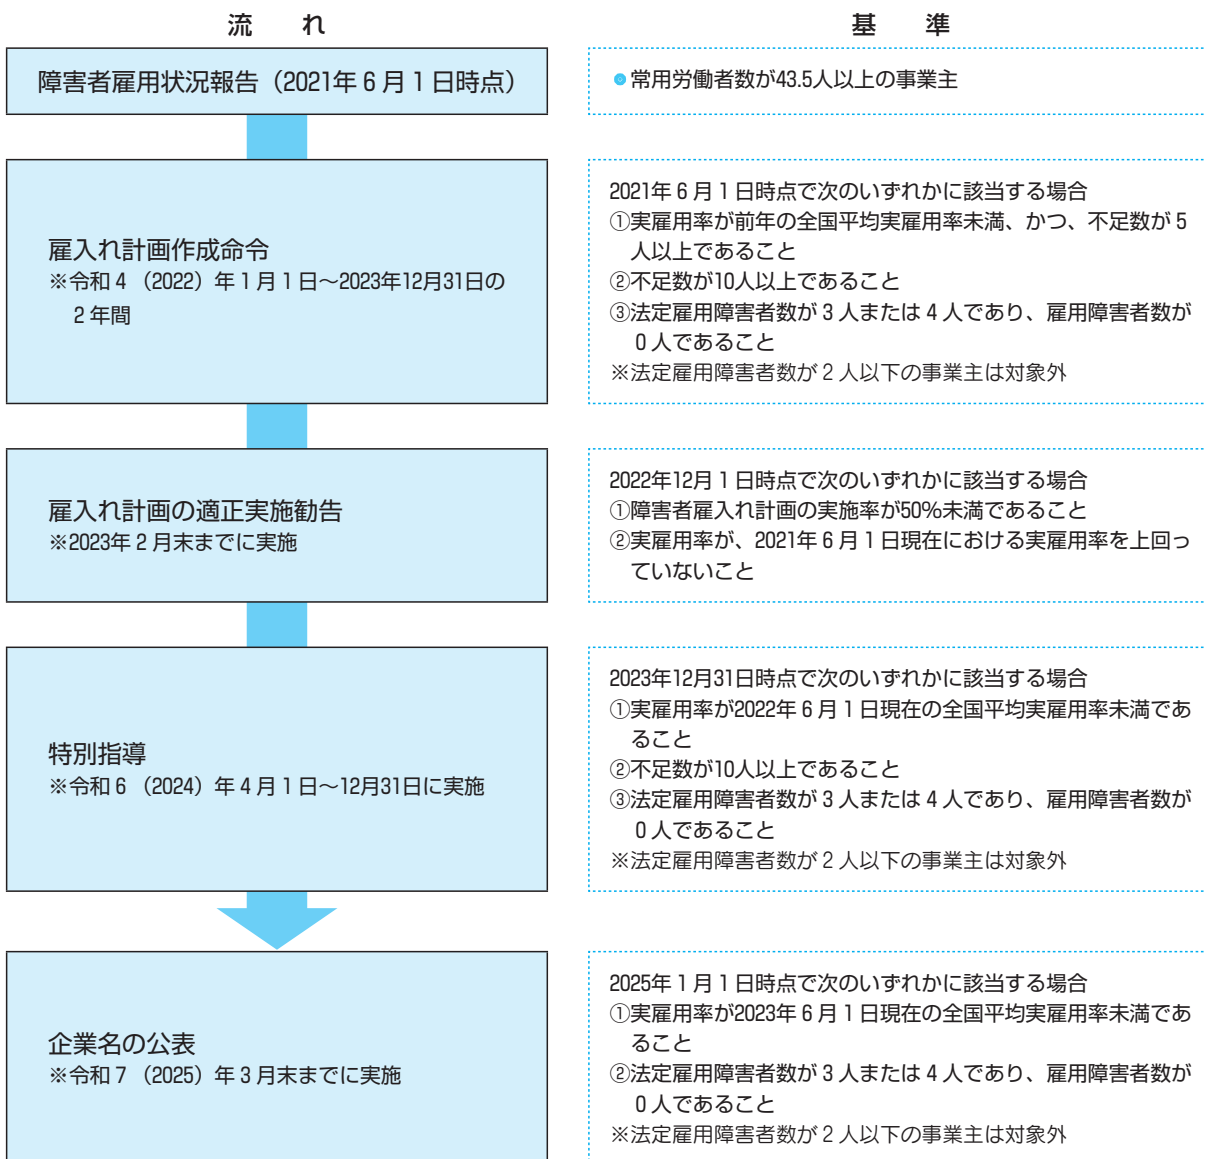 流れ
基準
障害者雇用状況報告（2021年６月１日時点）
●常用労働者数が43.5人以上の事業主
雇入れ計画作成命令
※令和４（2022）年１月１日～2023年12月31日の
２年間
2021年６月１日時点で次のいずれかに該当する場合
①実雇用率が前年の全国平均実雇用率未満、かつ、不足数が５
人以上であること
②不足数が10人以上であること
③法定雇用障害者数が３人または４人であり、雇用障害者数が
０人であること
※法定雇用障害者数が２人以下の事業主は対象外
雇入れ計画の適正実施勧告
※2023年２月末までに実施
2022年12月１日時点で次のいずれかに該当する場合
①障害者雇入れ計画の実施率が50％未満であること
②実雇用率が、2021年６月１日現在における実雇用率を上回っ
ていないこと
特別指導
※令和６（2024）年４月１日～12月31日に実施
2023年12月31日時点で次のいずれかに該当する場合
①実雇用率が2022年６月１日現在の全国平均実雇用率未満であ
ること
②不足数が10人以上であること
③法定雇用障害者数が３人または４人であり、雇用障害者数が
０人であること
※法定雇用障害者数が２人以下の事業主は対象外
企業名の公表
※令和７（2025）年３月末までに実施
2025年１月１日時点で次のいずれかに該当する場合
①実雇用率が2023年６月１日現在の全国平均実雇用率未満であ
ること
②法定雇用障害者数が３人または４人であり、雇用障害者数が
０人であること
※法定雇用障害者数が２人以下の事業主は対象外